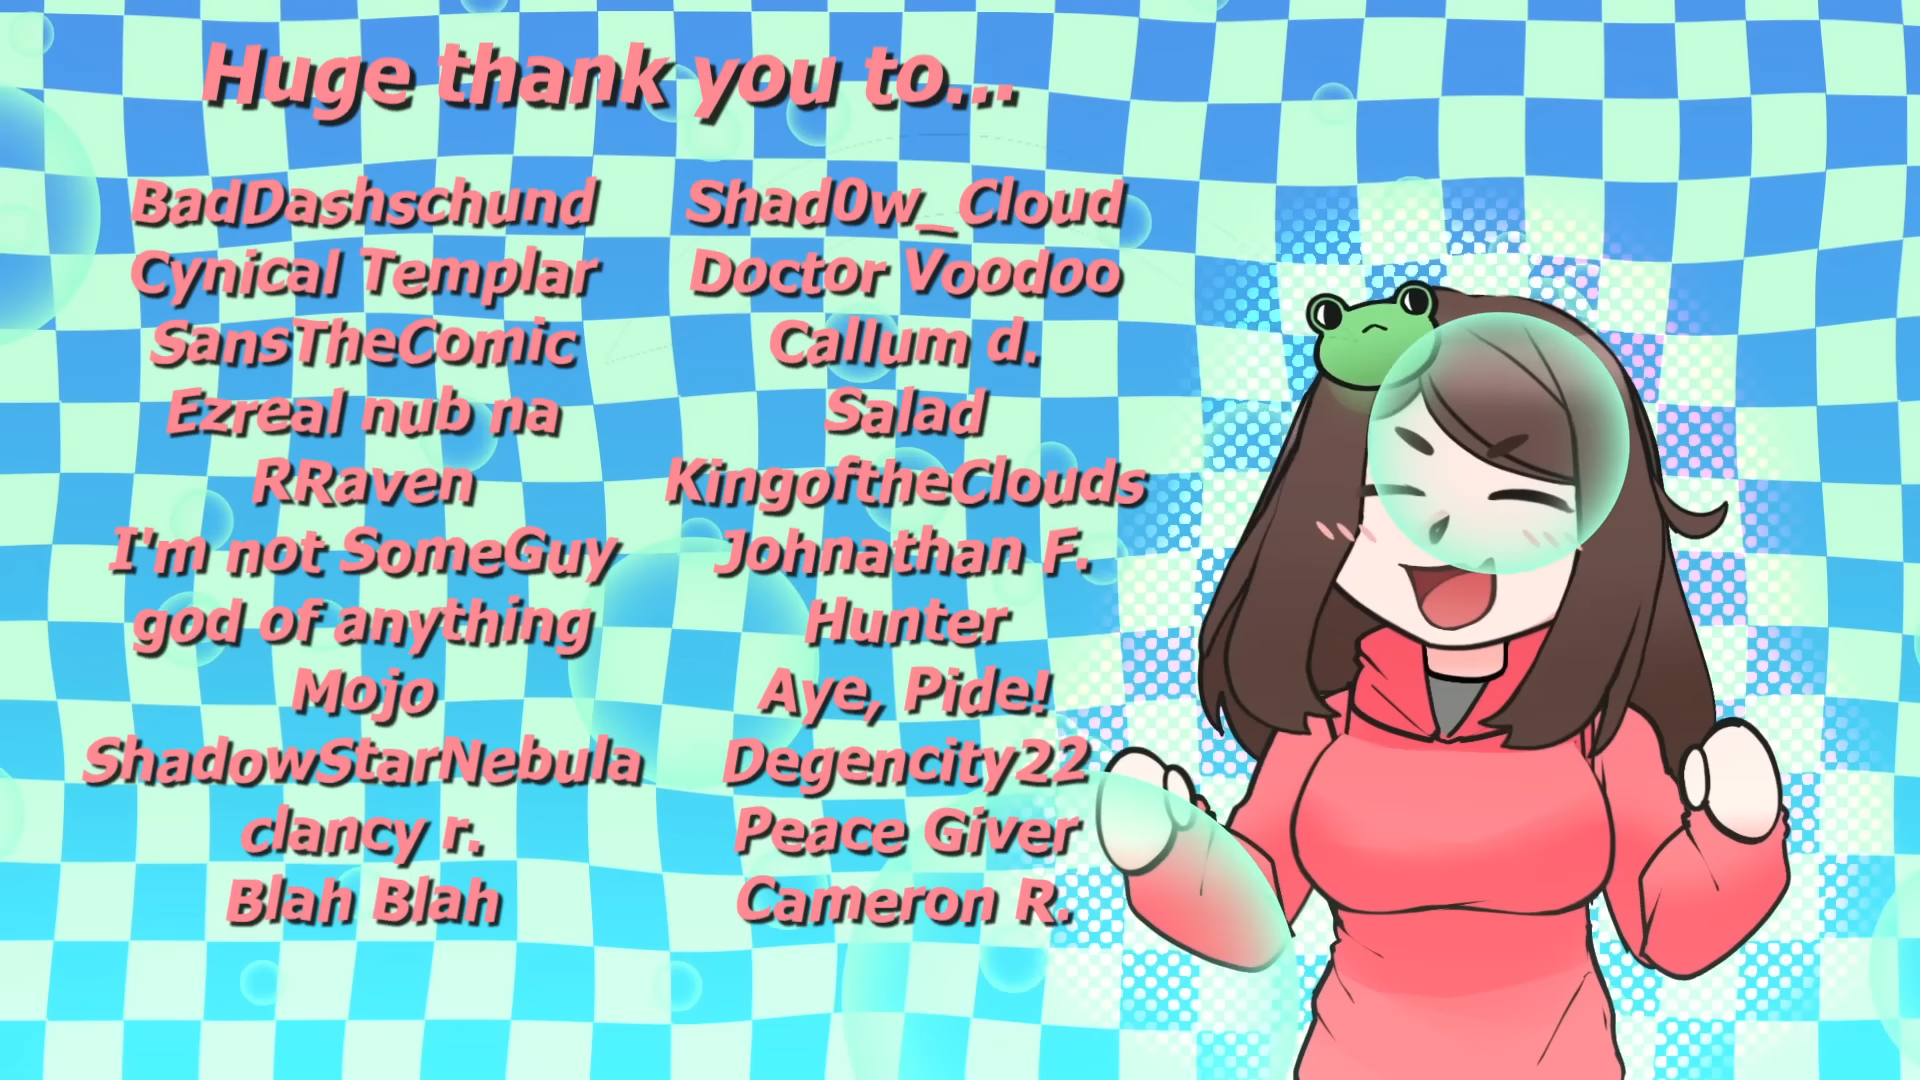 Huge thank you to...
BadDashschund
Cynical Templar
SansTheComic
Ezreal nub na
RRaven
I'm not SomeGuy
god of anything
Mojo
ShadowStarNebula
clancy r.
Blah Blah
Shad0w_Cloud
Doctor Voodoo
Callum d.
Salad
KingoftheClouds
Johnathan F.
Hunter
Aye, Pide!
Degencity22
Peace Giver
Cameron R.